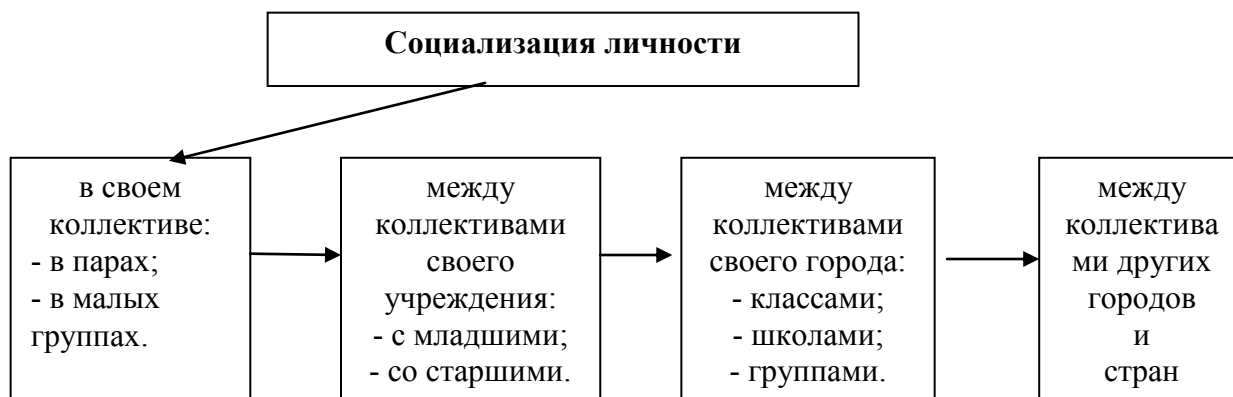 Социализация личности
в своем
коллективе:
- в парах;
- в малых
группах.
между
коллективами
своего
учреждения:
- с младшими;
- со старшими.
между
коллективами
своего города:
- классами;
- школами;
- группами.
между
коллектива
ми других
городов
и
стран